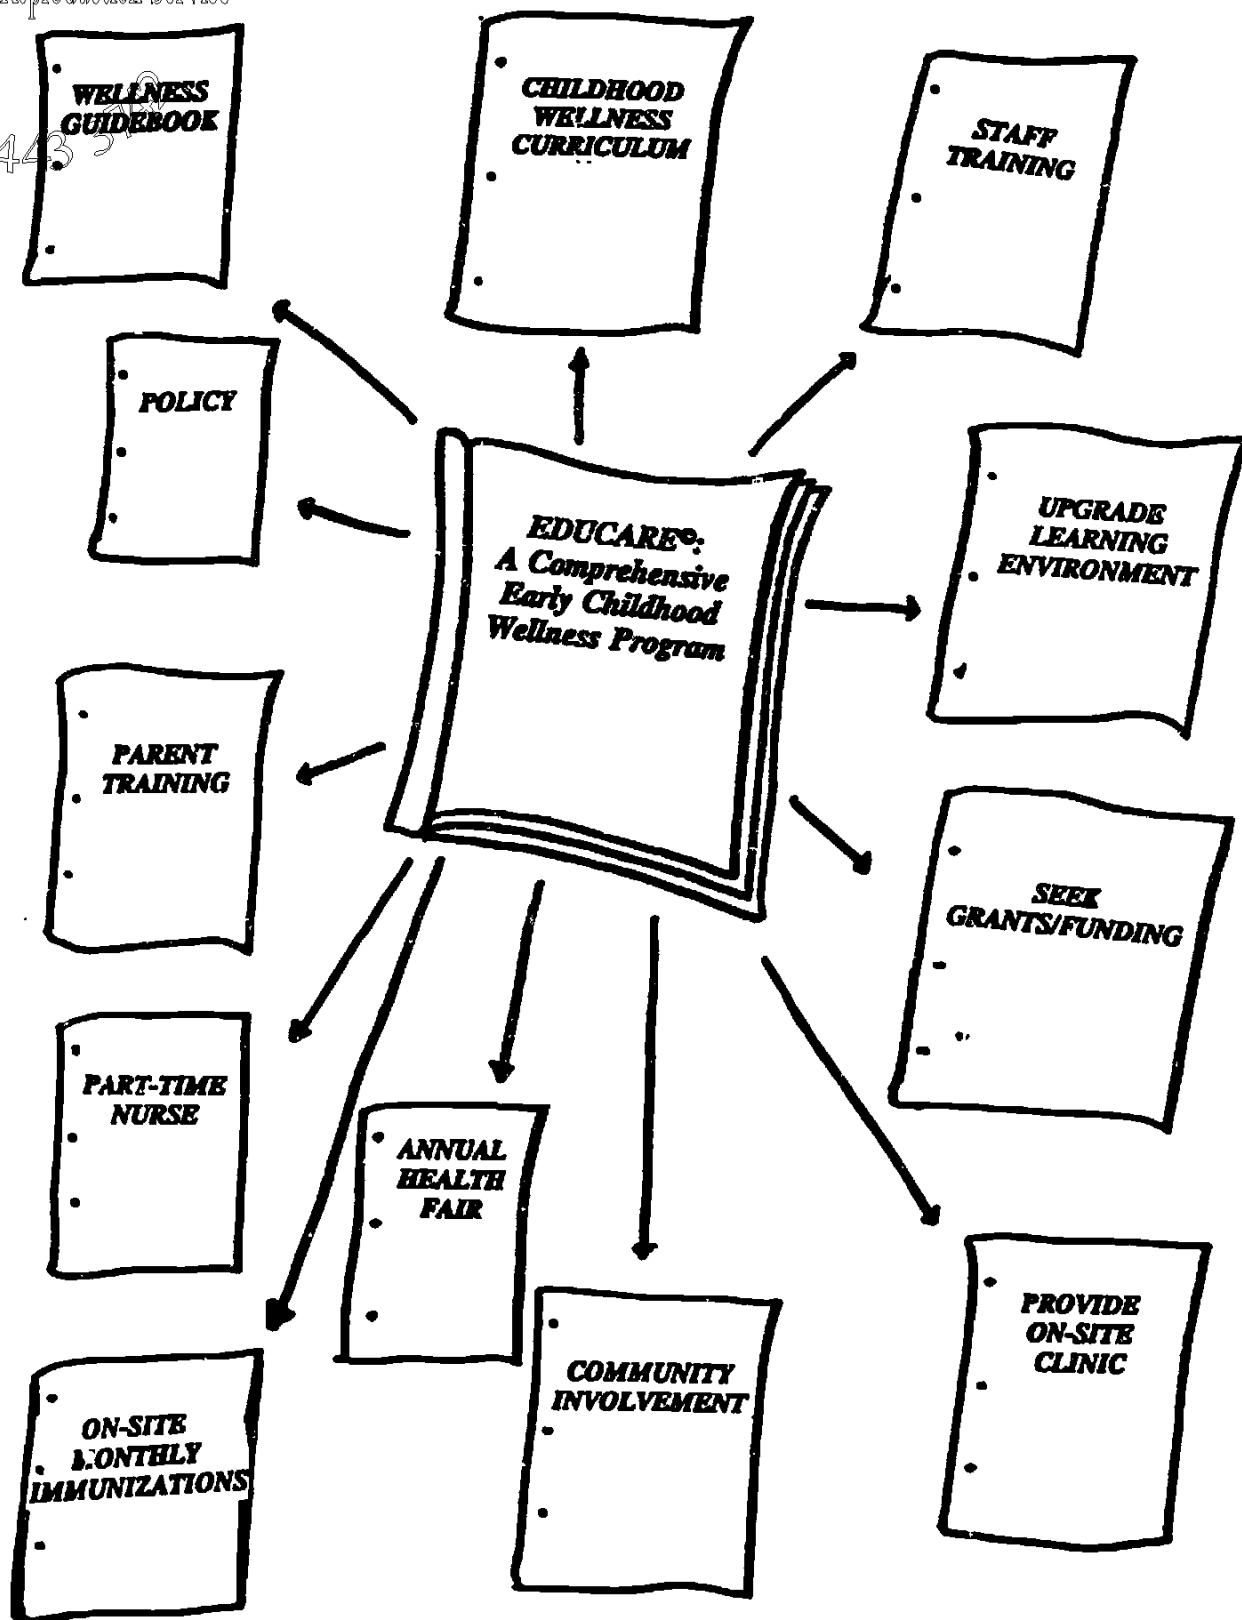 Reproduction Service
WELLNESS
GUIDEBOOK
CHILDHOOD
WELLNESS
CURRICULUM
STAFF
TRAINING
POLICY
EDUCARE©:
A Comprehensive
Early Childhood
Wellness Program
UPGRADE
LEARNING
ENVIRONMENT
PARENT
TRAINING
SEEK
GRANTS/FUNDING
PART-TIME
NURSE
ANNUAL
HEALTH
FAIR
PROVIDE
ON-SITE
CLINIC
COMMUNITY
INVOLVEMENT
ON-SITE
MONTHLY
IMMUNIZATIONS